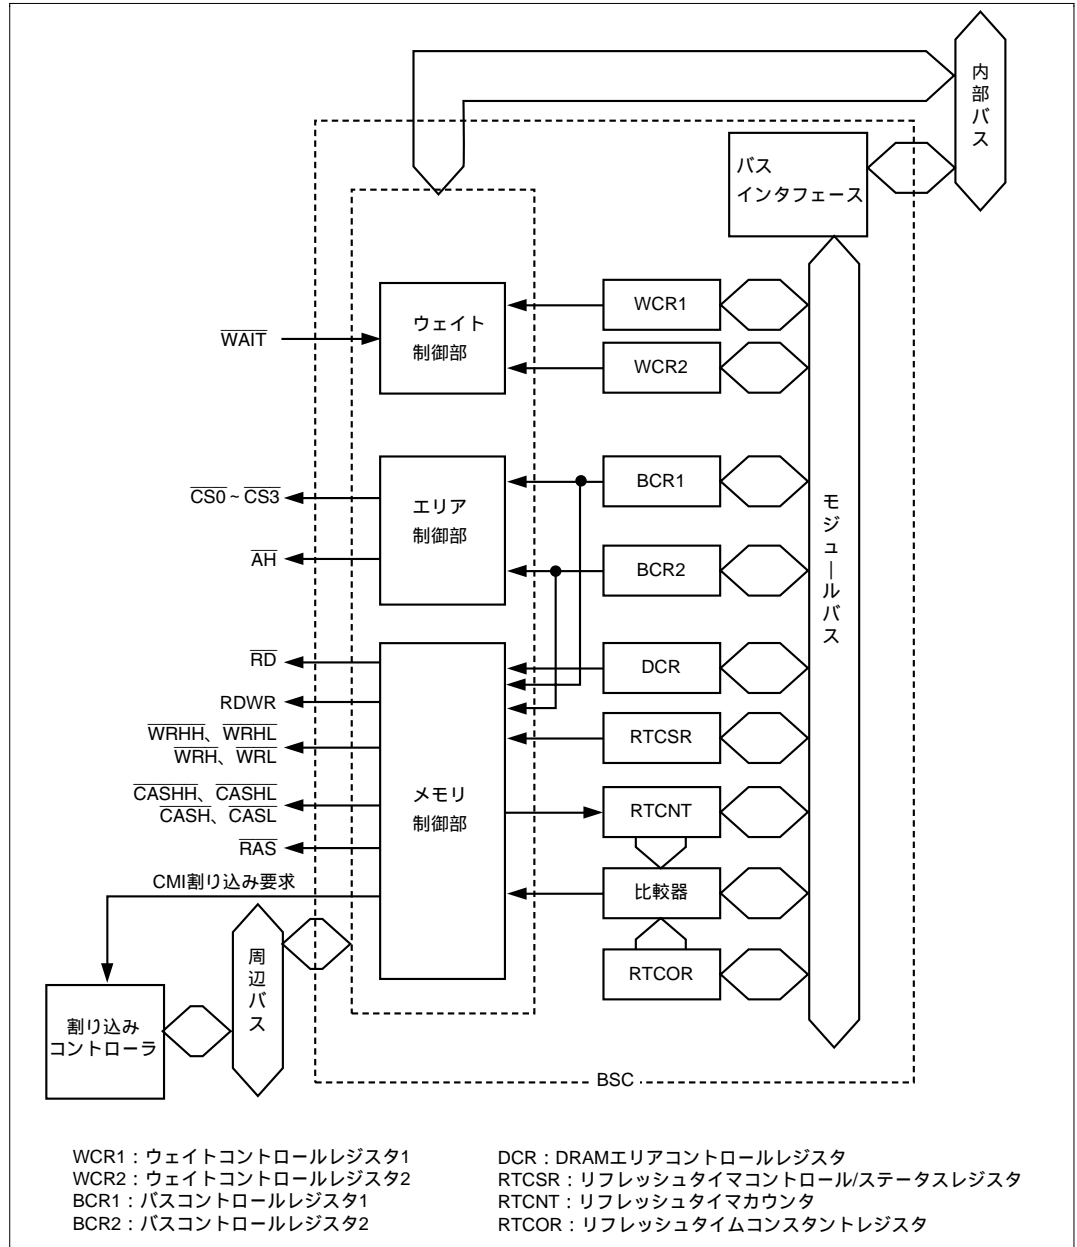 内部バス
バス
インタフェース
WCR1
ウェイト
制御部
WAIT
WCR2
BCR1
CS0 ~ CS3
エリア
制御部
モジュールバス
AH
BCR2
RD
DCR
RDWR
WRHH、WRHL
WRH、WRL
RTCSR
CASHH、CASHL
CASH、CASL
メモリ
制御部
RTCNT
RAS
CMI割り込み要求
比較器
周辺バス
RTCOR
割り込み
コントローラ
BSC
WCR1：ウェイトコントロールレジスタ1
WCR2：ウェイトコントロールレジスタ2
BCR1：バスコントロールレジスタ1
BCR2：バスコントロールレジスタ2
DCR：DRAMエリアコントロールレジスタ
RTCSR：リフレッシュタイマコントロール/ステータスレジスタ
RTCNT：リフレッシュタイマカウンタ
RTCOR：リフレッシュタイムコンスタントレジスタ